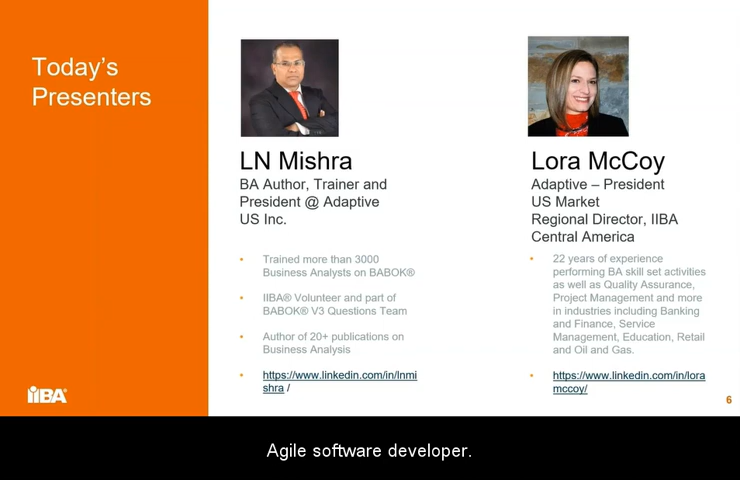 Today's
Presenters
LN Mishra
BA Author, Trainer and
President @ Adaptive
US Inc.
• Trained more than 3000
Business Analysts on BABOK®
• IIBA® Volunteer and part of
BABOK® V3 Questions Team
• Author of 20+ publications on
Business Analysis
• https://www.linkedin.com/in/lnmi
shra /
Lora McCoy
Adaptive – President
US Market
Regional Director, IIBA
Central America
• 22 years of experience
performing BA skill set activities
as well as Quality Assurance,
Project Management and more
in industries including Banking
and Finance, Service
Management, Education, Retail
and Oil and Gas.
• https://www.linkedin.com/in/lora
mccoy/
IIBA®
6
Agile software developer.